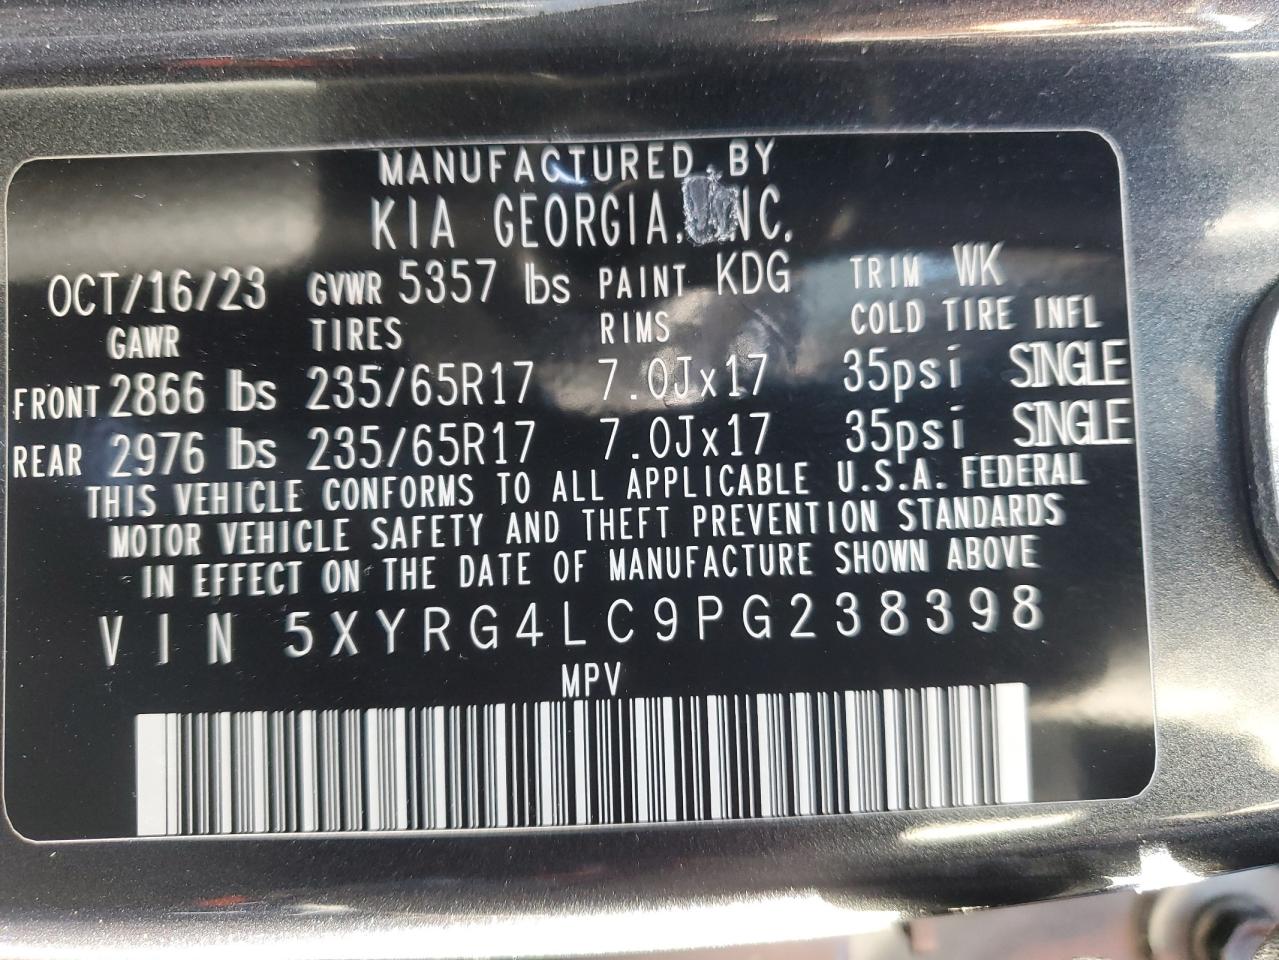 MANUFACTURED BY
KIA GEORGIA, INC.
OCT/16/23 GVWR 5357 lbs PAINT KDG TRIM WK
GAWR TIRES RIMS COLD TIRE INFL
FRONT 2866 lbs 235/65R17 7.0Jx17 35psi SINGLE
REAR 2976 lbs 235/65R17 7.0Jx17 35psi SINGLE
THIS VEHICLE CONFORMS TO ALL APPLICABLE U.S.A. FEDERAL
MOTOR VEHICLE SAFETY AND THEFT PREVENTION STANDARDS
IN EFFECT ON THE DATE OF MANUFACTURE SHOWN ABOVE
VIN 5XYRG4LC9PG238398
MPV